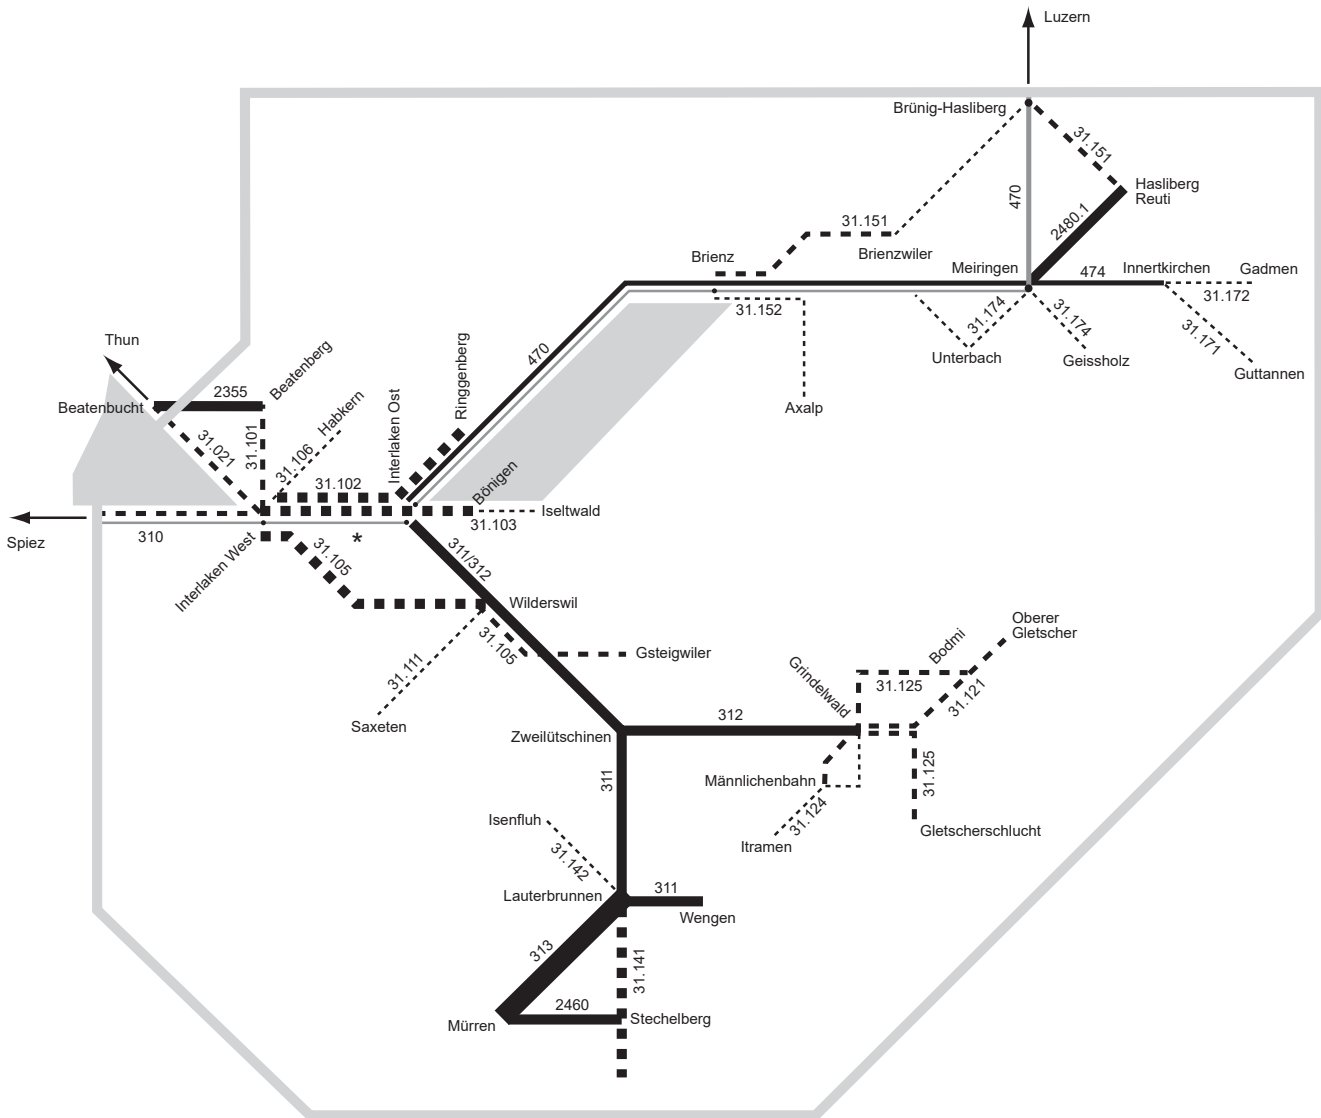 Luzern
Brünig-Hasliberg
31.151
Hasliberg
Reuti
470
2480.1
31.151
Brienz
Brienzwiler
Meiringen
474
Innertkirchen
Gadmen
31.172
31.152
31.174
31.174
31.171
Unterbach
Geissholz
Guttannen
Axalp
Thun
470
Ringgenberg
Interlaken Ost
Beatenberg
2355
Beatenbucht
Habkern
31.101
31.021
31.106
31.102
Bönigen
31.103
Iseltwald
Spiez
310
Interlaken West
*
31.105
311/312
Wilderswil
31.105
Gsteigwiler
31.111
Saxeten
Oberer
Gletscher
Bodmi
Grindelwald
31.125
31.121
312
Zweilütschinen
311
Männlichenbahn
31.125
31.124
Itramen
Gletscherschlucht
Isenfluh
31.142
Lauterbrunnen
311
Wengen
313
31.141
2460
Mürren
Stechelberg